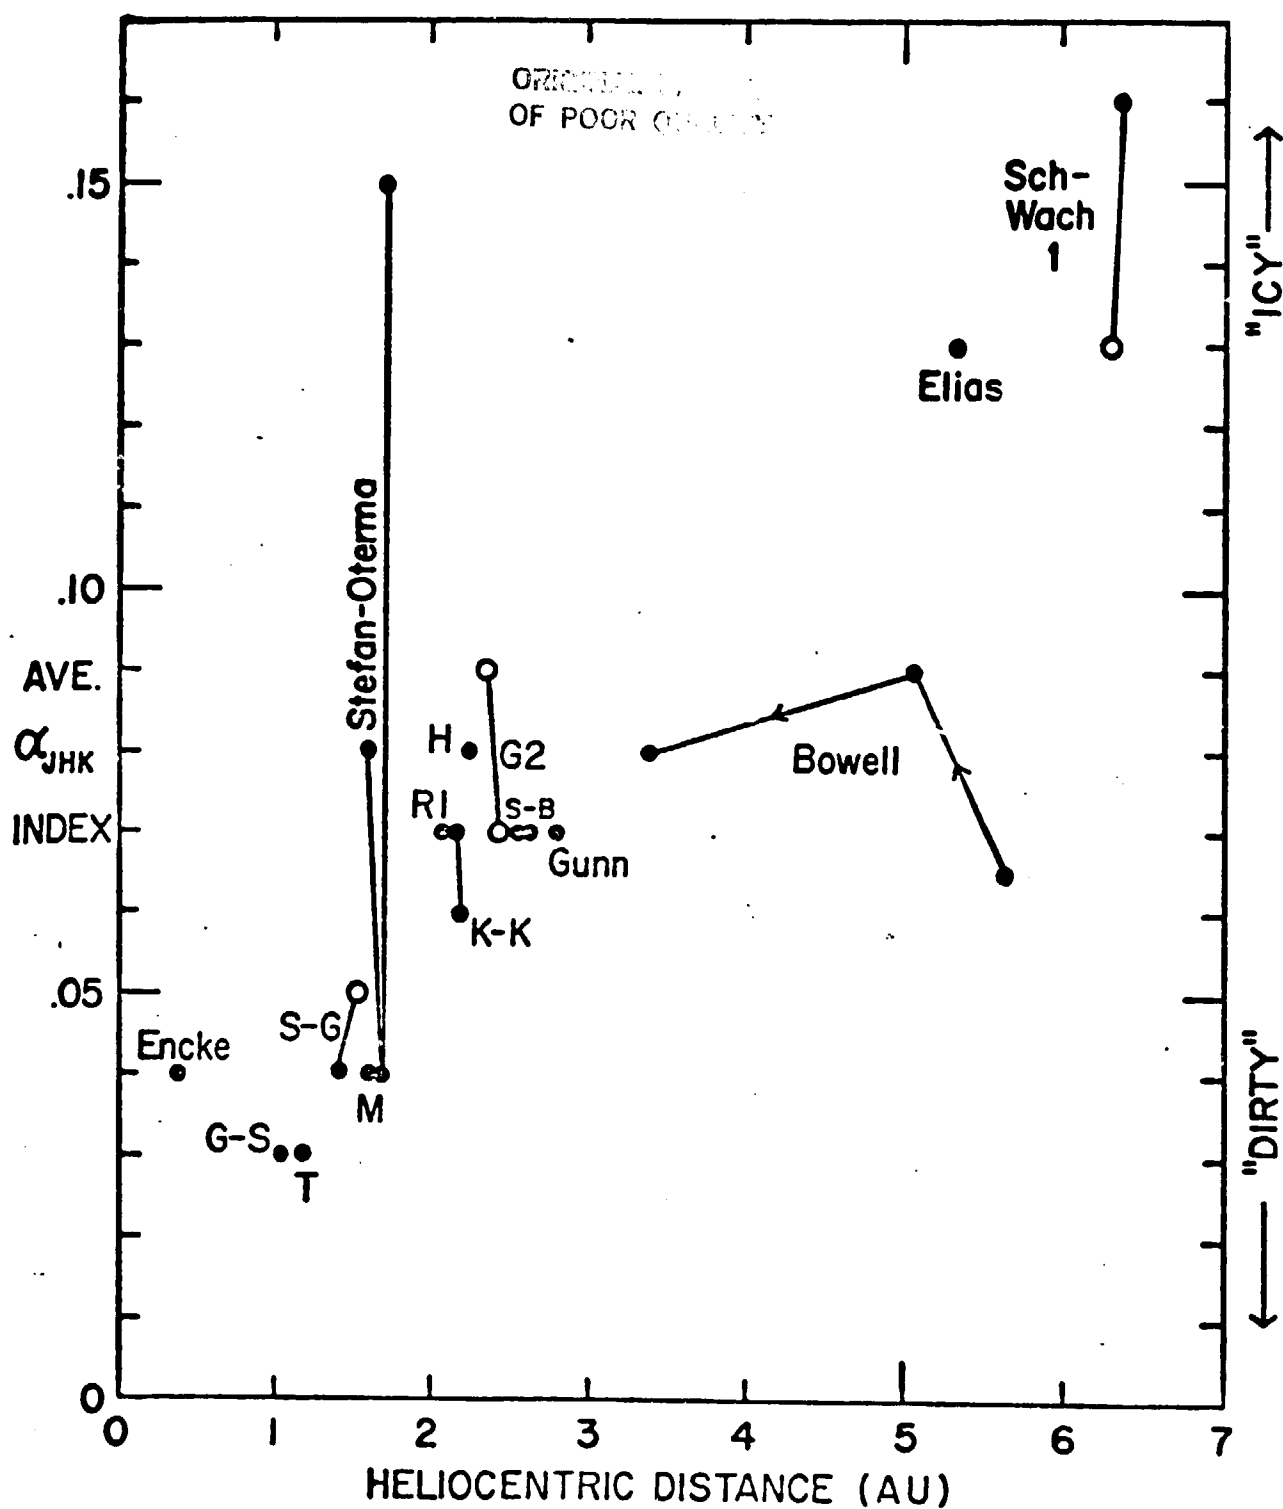 OF POOR
.15
.10
.05
0
AVE.
αJHK
INDEX
Sch-
Wach
1
Elias
Stefan-Oterma
H
G2
R1
S-B
Gunn
K-K
Bowell
S-G
Encke
M
G-S
T
"ICY"→
←"DIRTY"
0 1 2 3 4 5 6 7
HELIOCENTRIC DISTANCE (AU)